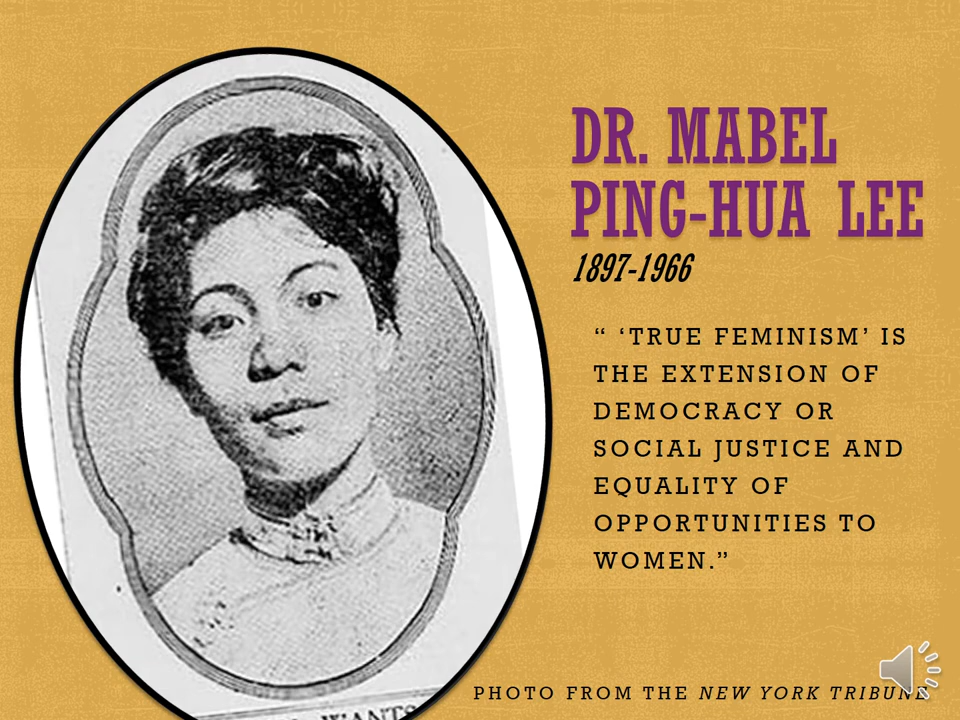 DR. MABEL
PING-HUA LEE
1897-1966
“ ‘TRUE FEMINISM’ IS
THE EXTENSION OF
DEMOCRACY OR
SOCIAL JUSTICE AND
EQUALITY OF
OPPORTUNITIES TO
WOMEN.”
PHOTO FROM THE NEW YORK TRIBUNE
WANTS